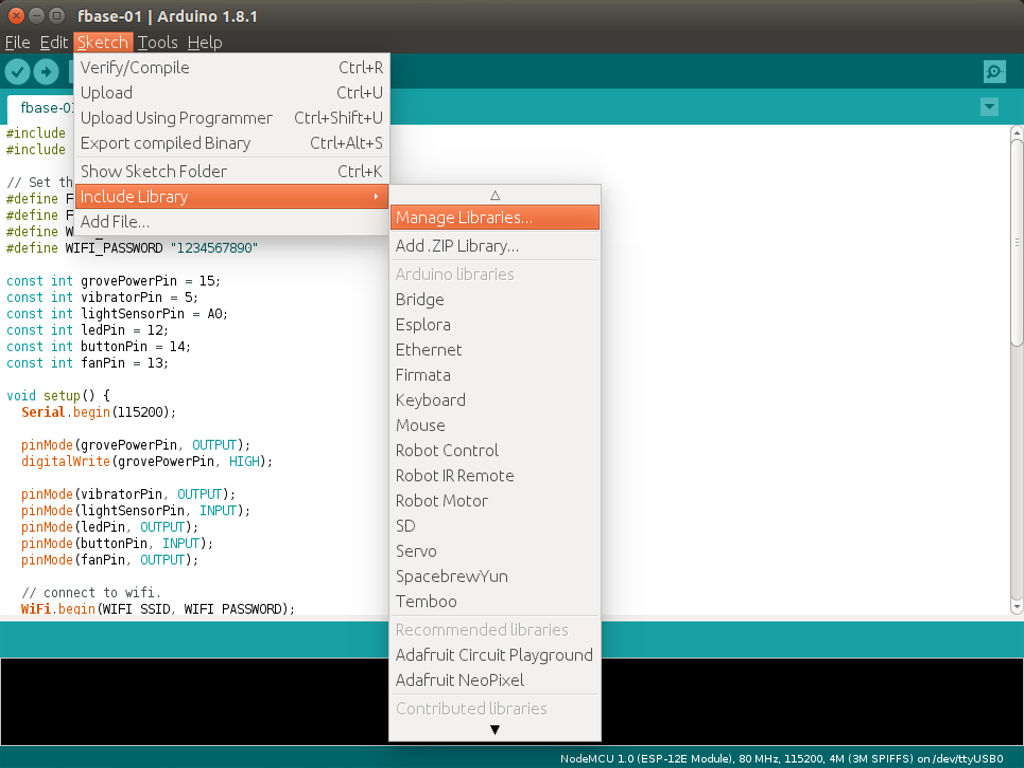 fbase-01 | Arduino 1.8.1
File Edit Sketch Tools Help
Verify/Compile Ctrl+R
Upload Ctrl+U
Upload Using Programmer Ctrl+Shift+U
Export compiled Binary Ctrl+Alt+S
Show Sketch Folder Ctrl+K
Include Library
Add File...
Manage Libraries...
Add .ZIP Library...
Arduino libraries
Bridge
Esplora
Ethernet
Firmata
Keyboard
Mouse
Robot Control
Robot IR Remote
Robot Motor
SD
Servo
SpacebrewYun
Temboo
Recommended libraries
Adafruit Circuit Playground
Adafruit NeoPixel
Contributed libraries
fbase-01
#include
#include
// Set
#define
#define
#define
#define WIFI_PASSWORD "1234567890"
const int grovePowerPin = 15;
const int vibratorPin = 5;
const int lightSensorPin = A0;
const int ledPin = 12;
const int buttonPin = 14;
const int fanPin = 13;
void setup() {
Serial.begin(115200);
pinMode(grovePowerPin, OUTPUT);
digitalWrite(grovePowerPin, HIGH);
pinMode(vibratorPin, OUTPUT);
pinMode(lightSensorPin, INPUT);
pinMode(ledPin, OUTPUT);
pinMode(buttonPin, INPUT);
pinMode(fanPin, OUTPUT);
// connect to wifi.
WiFi.begin(WIFI_SSID, WIFI_PASSWORD);
NodeMCU 1.0 (ESP-12E Module), 80 MHz, 115200, 4M (3M SPIFFS) on /dev/ttyUSB0